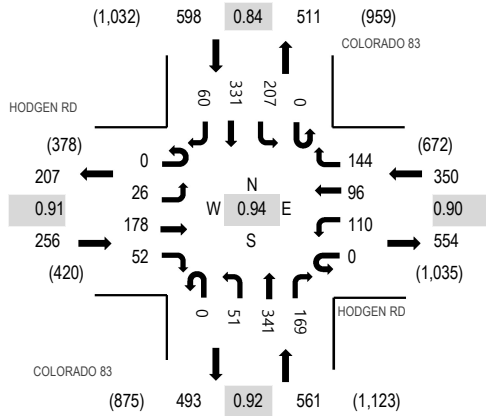 (1,032) 598 0.84 511 (959)
COLORADO 83
60 331 207 0
HODGEN RD
(378) (672)
0 144
207 350
26 N 96
0.91 W 0.94 E 0.90
178 110
256 S 554
52 0
(420) (1,035)
0 51 341 169
HODGEN RD
COLORADO 83
(875) 493 0.92 561 (1,123)